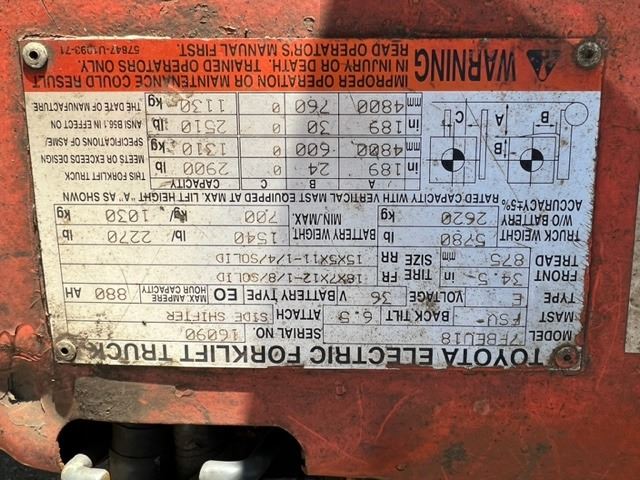 TOYOTA ELECTRIC FORKLIFT TRUCK
MODEL 7FBEU18 SERIAL NO. 16090
MAST FSV BACK TILT 6.5 ATTACH SIDE SHIFTER
TYPE E VOLTAGE 36 V BATTERY TYPE EO MAX.AMPERE HOUR CAPACITY AH 880
FRONT TREAD 34.5 in TIRE SIZE FR 18X7X12-1/8/SOLID
875 mm RR 15X5X11-1/4/SOLID
TRUCK WEIGHT W/O BATTERY ACCURACY±5% 5780 lb BATTERY WEIGHT MIN./MAX. 1540 lb 2270 lb
2620 kg 700 kg 1030 kg
RATED CAPACITY WITH VERTICAL MAST EQUIPPED AT MAX. LIFT HEIGHT "A" AS SHOWN
A B C CAPACITY
in 189 24 0 2900 lb
mm 4800 600 0 1310 kg
in 189 30 0 2510 lb
mm 4800 760 0 1130 kg
THIS FORKLIFT TRUCK
MEETS OR EXCEEDS DESIGN
SPECIFICATIONS OF ASME/
ANSI B56.1 IN EFFECT ON
THE DATE OF MANUFACTURE
B B A C
WARNING
IMPROPER OPERATION OR MAINTENANCE COULD RESULT
IN INJURY OR DEATH. TRAINED OPERATORS ONLY.
READ OPERATOR'S MANUAL FIRST.
57847-U1093-71